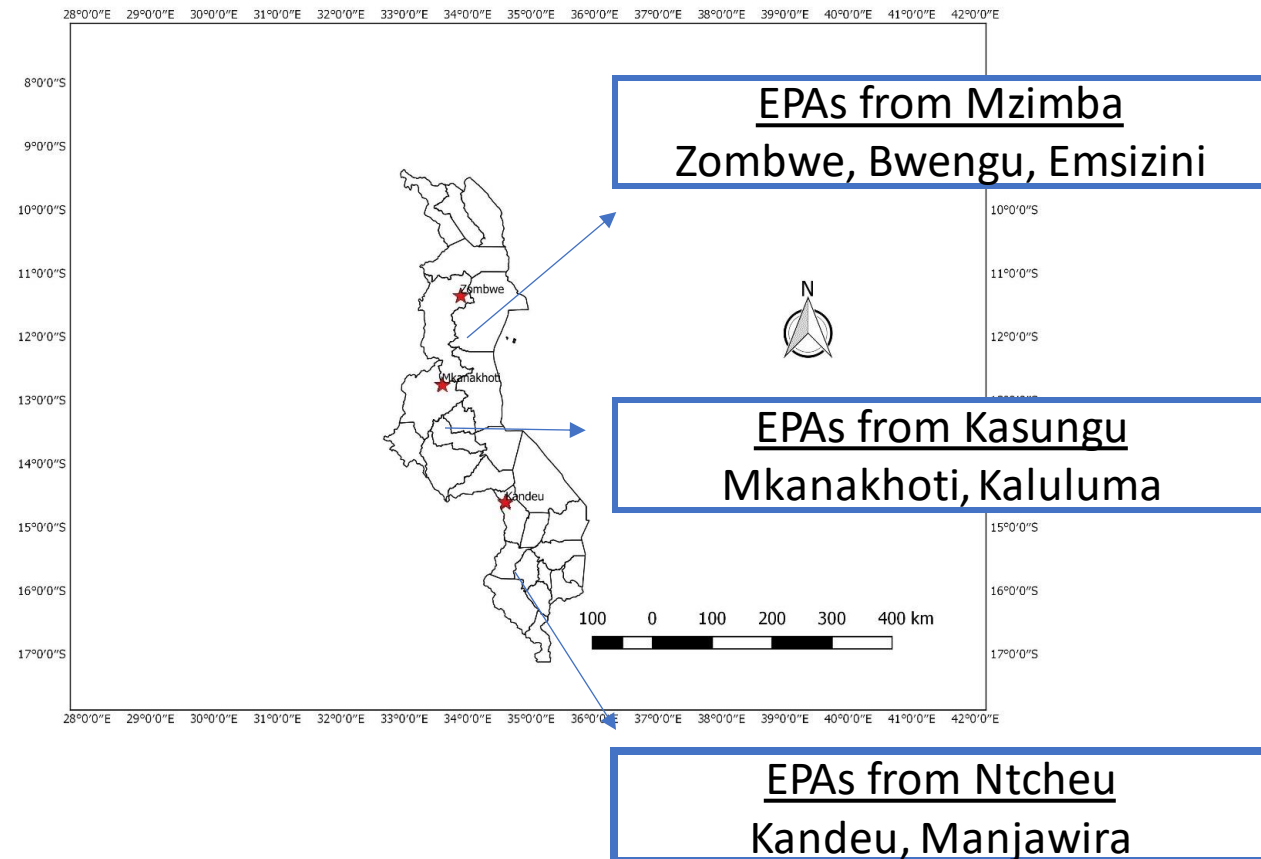 28°0'0"E 29°0'0"E 30°0'0"E 31°0'0"E 32°0'0"E 33°0'0"E 34°0'0"E 35°0'0"E 36°0'0"E 37°0'0"E 38°0'0"E 39°0'0"E 40°0'0"E 41°0'0"E 42°0'0"E
8°0'0"S
EPAs from Mzimba
Zombwe, Bwengu, Emsizini
9°0'0"S
10°0'0"S 10°0'0"S
11°0'0"S 11°0'0"S
Zombwe
N
12°0'0"S 12°0'0"S
Mkanakhoti
13°0'0"S
EPAs from Kasungu
Mkanakhoti, Kaluluma
14°0'0"S
Kandeu
15°0'0"S 15°0'0"S
16°0'0"S 16°0'0"S
100 0 100 200 300 400 km
17°0'0"S 17°0'0"S
28°0'0"E 29°0'0"E 30°0'0"E 31°0'0"E 32°0'0"E 33°0'0"E 34°0'0"E 35°0'0"E 36°0'0"E 37°0'0"E 38°0'0"E 39°0'0"E 40°0'0"E 41°0'0"E 42°0'0"E
EPAs from Ntcheu
Kandeu, Manjawira